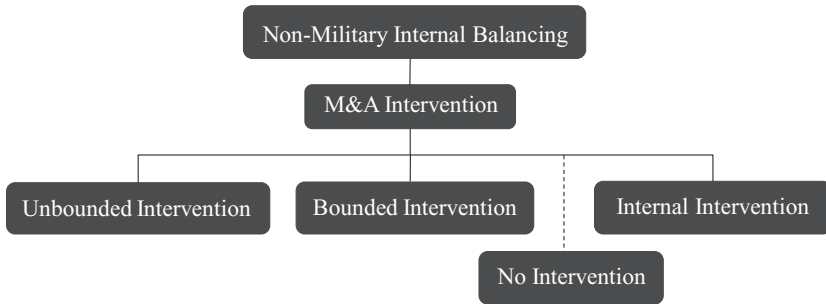 Non-Military Internal Balancing
M&A Intervention
Unbounded Intervention
Bounded Intervention
Internal Intervention
No Intervention